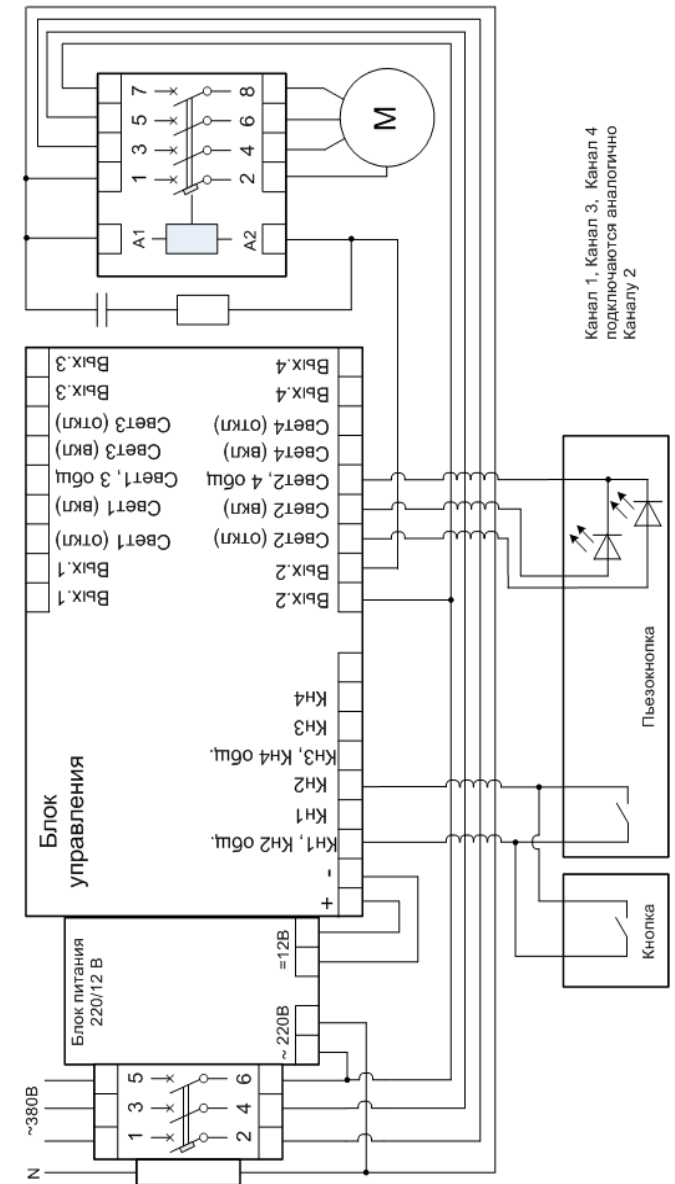 7 5 3 1
8 6 4 2
A1
A2
M
Канал 1, Канал 3, Канал 4
подключаются аналогично
Каналу 2
Вых.3
Вых.3
Свет3 (откл)
Свет3 (вкл)
Свет1, 3 общ
Свет1 (вкл)
Свет1 (откл)
Вых.1
Вых.1
Вых.4
Вых.4
Свет4 (откл)
Свет4 (вкл)
Свет2, 4 общ
Свет2 (вкл)
Свет2 (откл)
Вых.2
Вых.2
Кн4
Кн3
Кн3, Кн4 общ.
Кн2
Кн1
Кн1, Кн2 общ.
-
+
Блок
управления
Пьезокнопка
Кнопка
Блок питания
220/12 В
=12В
~ 220В
~380В
N
5 3 1
6 4 2